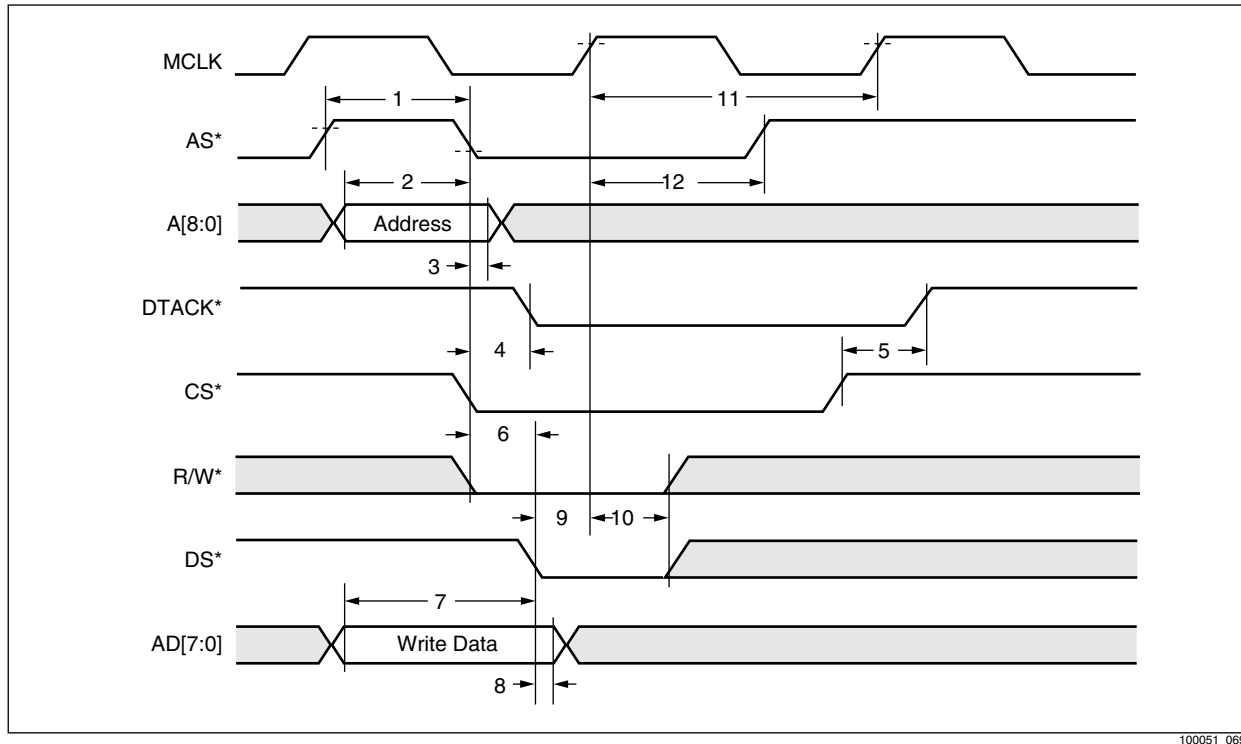 MCLK
1
11
AS*
2
12
A[8:0]
Address
3
DTACK*
4
5
CS*
6
R/W*
9
10
DS*
7
AD[7:0]
Write Data
8